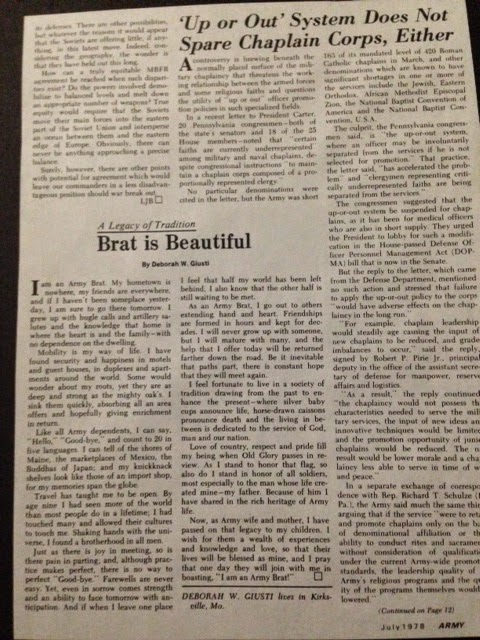 its defenses. There are other possibilities,
but whatever the reasons it would appear
that the Soviets are offering little, if any-
thing, in this latest move. Indeed, con-
sidering the geography, the wonder is
that they have held out this long.
How can a truly equitable MBFR
agreement be reached when such dispari-
ties exist? Do the powers involved demo-
bilize to balanced levels and melt down
an appropriate number of weapons? True
equity would require that the Soviets
move their main forces into the eastern
part of the Soviet Union and intersperse
an ocean between them and the eastern
edge of Europe. Obviously, there can
never be anything approaching a precise
balance.
Surely, however, there are other points
with potential for agreement which would
leave our commanders in a less disadvan-
tageous position should war break out.
LJB
'Up or Out' System Does Not
Spare Chaplain Corps, Either
A controversy is brewing beneath the
normally placid surface of the mili-
tary chaplaincy that threatens the work-
ing relationship between the armed forces
and some religious faiths and questions
the utility of "up or out" officer promo-
tion policies in such specialized fields.
In a recent letter to President Carter,
20 Pennsylvania congressmen—both of
the state's senators and 18 of the 25
House members—noted that "certain
faiths are currently underrepresented"
among military and naval chaplains, de-
spite congressional instructions "to main-
tain a chaplain corps composed of a pro-
portionally represented clergy."
No particular denominations were
cited in the letter, but the Army was short
165 of its mandated level of 420 Roman
Catholic chaplains in March, and other
denominations which are known to have
significant shortages in one or more of
the services include the Jewish, Eastern
Orthodox, African Methodist Episcopal
Zion, the National Baptist Convention of
America and the National Baptist Con-
vention, U.S.A.
The culprit, the Pennsylvania congress-
men said, is "the up-or-out system,
where an officer may be involuntarily
separated from the services if he is not
selected for promotion." That practice,
the letter said, "has accelerated the prob-
lem" and "clergymen representing criti-
cally underrepresented faiths are being
separated from the services."
The congressmen suggested that the
up-or-out system be suspended for chap-
lains, as it has been for medical officers
who are also in short supply. They urged
the President to lobby for such a modifica-
tion in the House-passed Defense Of-
ficer Personnel Management Act (DOP-
MA) bill that is now in the Senate.
But the reply to the letter, which came
from the Defense Department, mentioned
no such action and stressed that failure
to apply the up-or-out policy to the corps
"would have adverse effects on the chap-
laincy in the long run."
"For example, chaplain leadership
would steadily age causing the input of
new chaplains to be reduced, and grade
imbalances to occur," said the reply,
signed by Robert B. Pirie Jr., principal
deputy in the office of the assistant secre-
tary of defense for manpower, reserve
affairs and logistics.
"As a result," the reply continued
"the chaplaincy would not possess th
characteristics needed to serve the mili
tary services, the input of new ideas an
innovative techniques would be limite
and the promotion opportunity of juni
chaplains would be reduced. The n
result would be lower morale and a cha
laincy less able to serve in time of w
and peace.
In a separate exchange of correspon
dence with Rep. Richard T. Schulze (
Pa.), the Army said much the same thin
arguing that if the service "were to ret
and promote chaplains only on the ba
of denominational affiliation or th
ability to conduct rites and sacramen
without consideration of qualificati
under the current Army-wide promot
standards, the leadership quality of
Army's religious programs and the q
ity of the programs themselves would
lowered."
(Continued on Page 12)
A Legacy of Tradition
Brat is Beautiful
By Deborah W. Giusti
I am an Army Brat. My hometown is
nowhere, my friends are everywhere,
and if I haven't been someplace yester-
day, I am sure to go there tomorrow. I
grew up with bugle calls and artillery sa-
lutes and the knowledge that home is
where the heart is and the family—with
no dependence on the dwelling.
Mobility is my way of life. I have
found security and happiness in motels
and guest houses, in duplexes and apart-
ments around the world. Some would
wonder about my roots, yet they are as
deep and strong as the mighty oak's. I
sink them quickly, absorbing all an area
offers and hopefully giving enrichment
in return.
Like all Army dependents, I can say,
"Hello," "Good-bye," and count to 20 in
five languages. I can tell of the shores of
Maine, the marketplaces of Mexico, the
Buddhas of Japan; and my knickknack
shelves look like those of an import shop,
for my memories span the globe.
Travel has taught me to be open. By
age nine I had seen more of the world
than most people do in a lifetime; I had
touched many and allowed their cultures
to touch me. Shaking hands with the uni-
verse, I found a brotherhood in all men.
Just as there is joy in meeting, so is
there pain in parting; and, although prac-
tice makes perfect, there is no way to
perfect "Good-bye." Farewells are never
easy. Yet, even in sorrow comes strength
and an ability to face tomorrow with an-
ticipation. And if when I leave one place
I feel that half my world has been left
behind, I also know that the other half is
still waiting to be met.
As an Army Brat, I go out to others
extending hand and heart. Friendships
are formed in hours and kept for dec-
ades. I will never grow up with someone,
but I will mature with many, and the
help that I offer today will be returned
farther down the road. Be it inevitable
that paths part, there is constant hope
that they will meet again.
I feel fortunate to live in a society of
tradition drawing from the past to en-
hance the present—where silver baby
cups announce life, horse-drawn caissons
pronounce death and the living in be-
tween is dedicated to the service of God,
man and our nation.
Love of country, respect and pride fill
my being when Old Glory passes in re-
view. As I stand to honor that flag, so
also do I stand in honor of all soldiers,
most especially to the man whose life cre-
ated mine—my father. Because of him I
have shared in the rich heritage of Army
life.
Now, as Army wife and mother, I have
passed on that legacy to my children. I
wish for them a wealth of experiences
and knowledge and love, so that their
lives will be blessed as mine, and I pray
that one day they will join with me in
boasting, "I am an Army Brat!"
DEBORAH W. GIUSTI lives in Kirks-
ville, Mo.
July 1978 ARMY